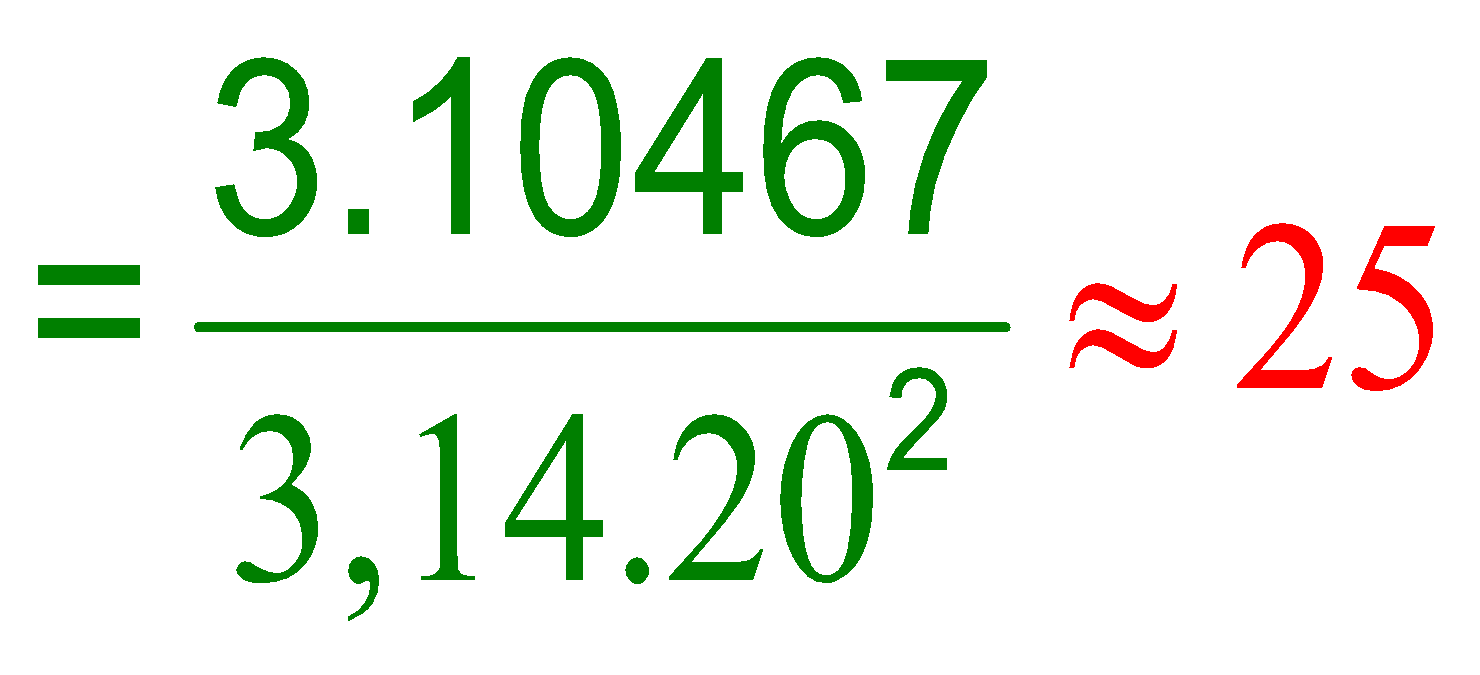 3.10467
= ≈ 25
3,14.20²